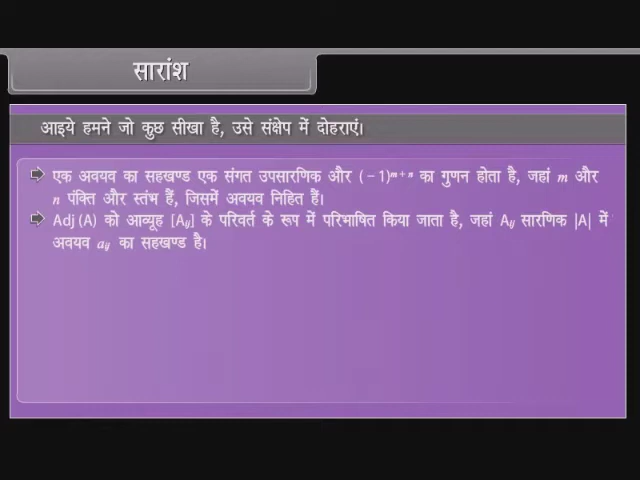 सारांश
आइये हमने जो कुछ सीखा है, उसे संक्षेप में दोहराएं।
एक अवयव का सहखण्ड एक संगत उपसारणिक और (−1)ᵐ⁺ⁿ का गुणन होता है, जहां m और
n पंक्ति और स्तंभ हैं, जिसमें अवयव निहित हैं।
Adj (A) को आव्यूह [Aᵢⱼ] के परिवर्त के रूप में परिभाषित किया जाता है, जहां Aᵢⱼ सारणिक |A| में
अवयव aᵢⱼ का सहखण्ड है।